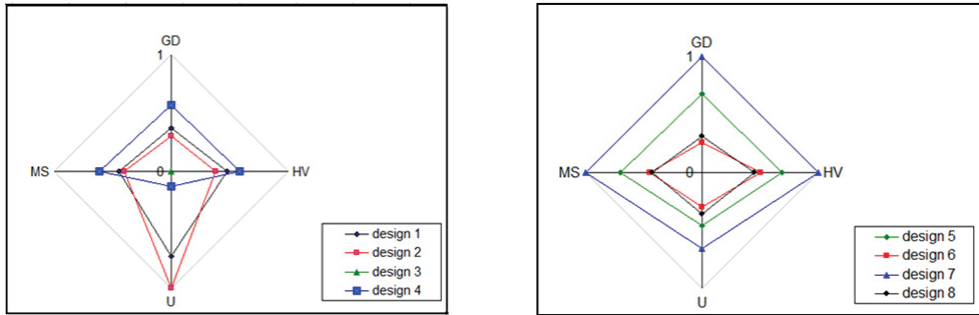 GD
1
MS
0
HV
U
design 1
design 2
design 3
design 4
GD
1
MS
0
HV
U
design 5
design 6
design 7
design 8